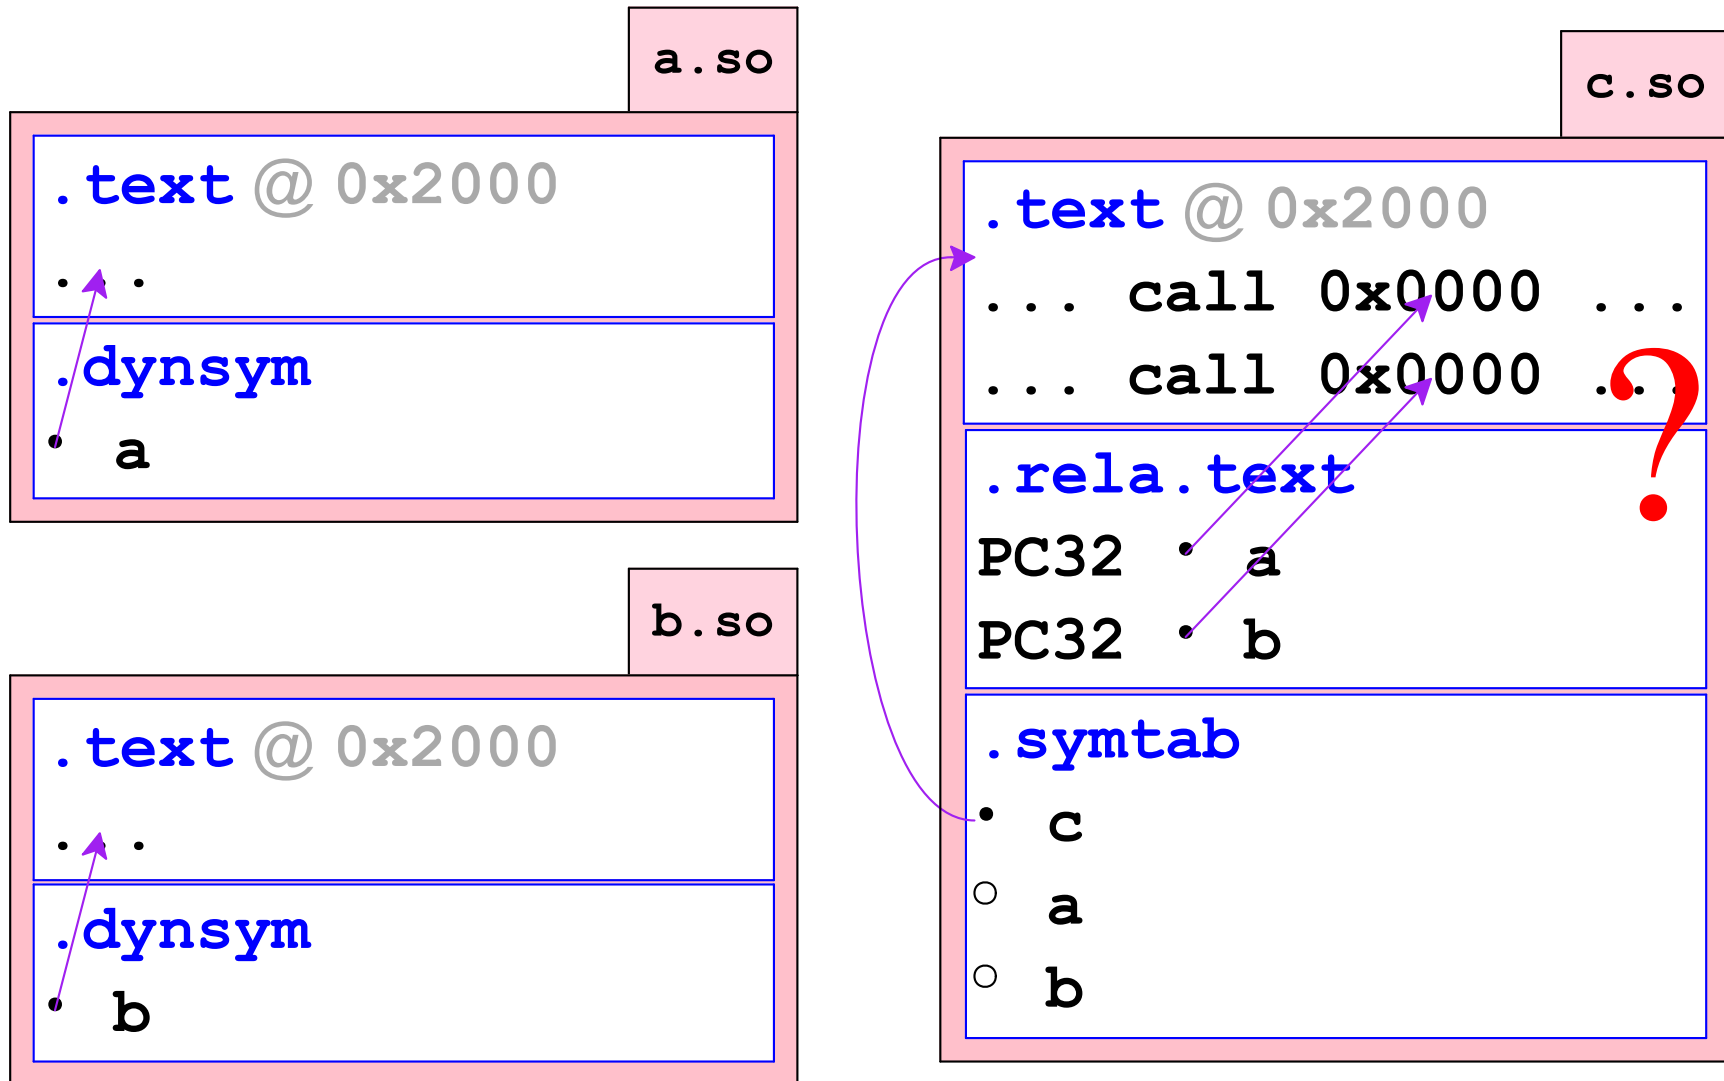 a.so
.text @ 0x2000
...
.dynsym
• a
b.so
.text @ 0x2000
...
.dynsym
• b
c.so
.text @ 0x2000
... call 0x0000 ...
... call 0x0000 ...
?
.rela.text
PC32 • a
PC32 • b
.symtab
• c
○ a
○ b